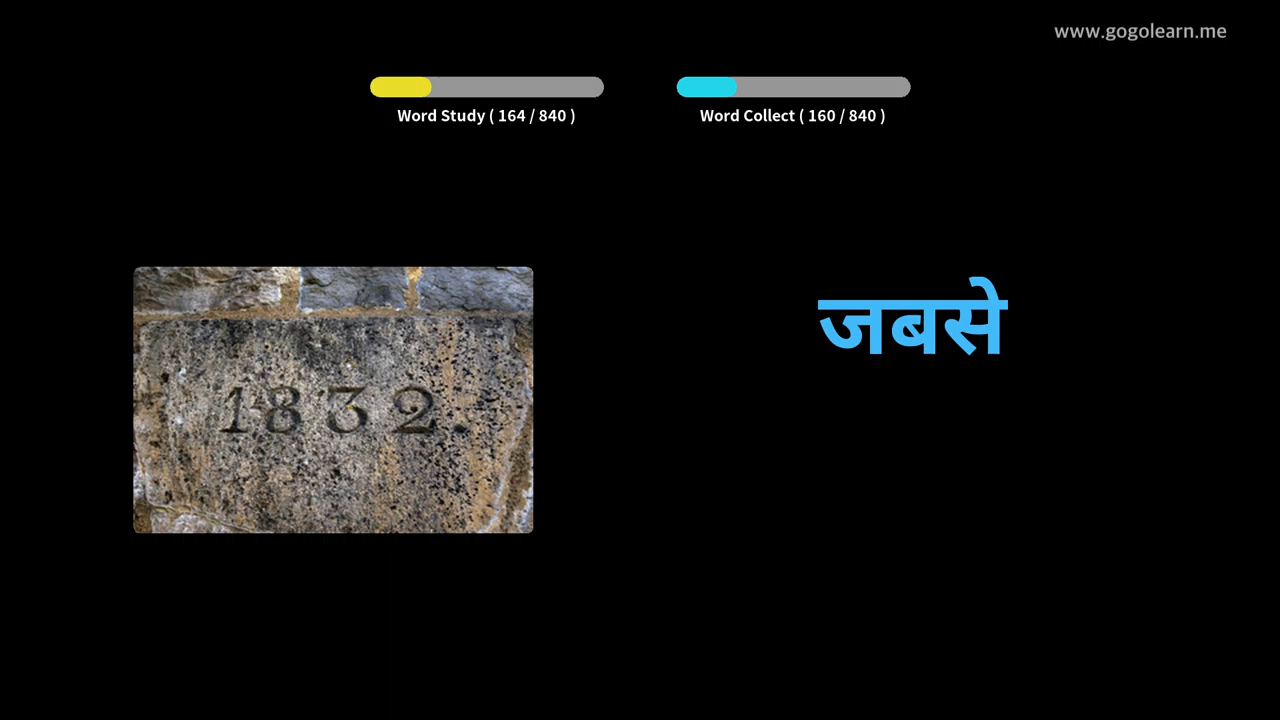 www.gogolearn.me
Word Study ( 164 / 840 )
Word Collect ( 160 / 840 )
जबसे
1832.